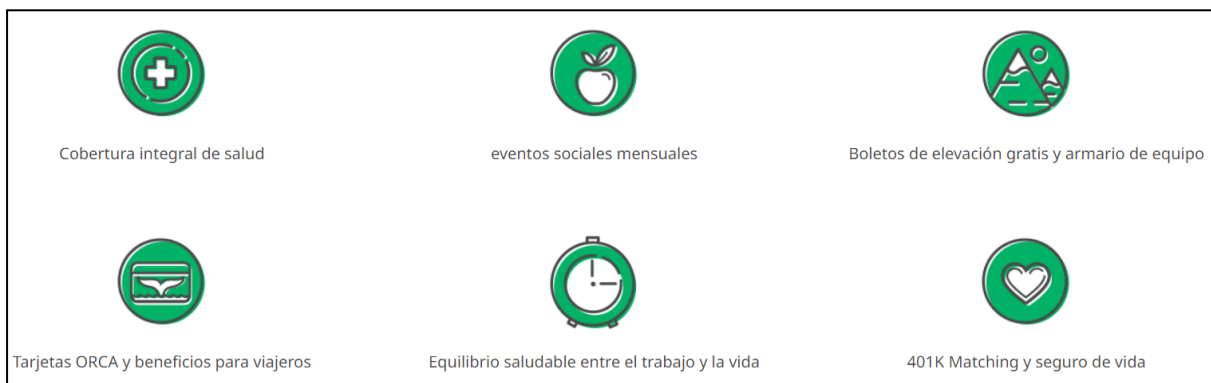 Cobertura integral de salud
eventos sociales mensuales
Boletos de elevación gratis y armario de equipo
Tarjetas ORCA y beneficios para viajeros
Equilibrio saludable entre el trabajo y la vida
401K Matching y seguro de vida